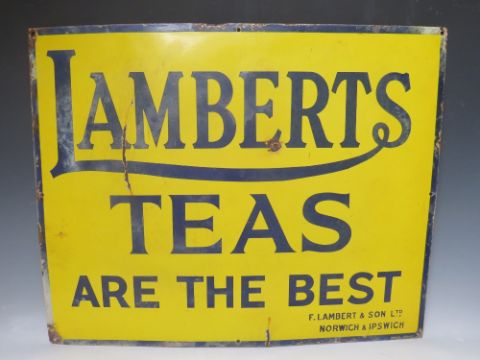 LAMBERTS
TEAS
ARE THE BEST
F. LAMBERT & SON LTD
NORWICH & IPSWICH